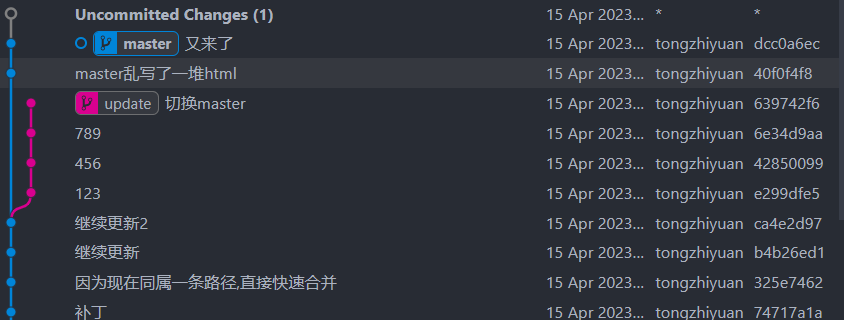 Uncommitted Changes (1) 15 Apr 2023... * *
master 又来了 15 Apr 2023... tongzhiyuan dcc0a6ec
master乱写了一堆html 15 Apr 2023... tongzhiyuan 40f0f4f8
update 切换master 15 Apr 2023... tongzhiyuan 639742f6
789 15 Apr 2023... tongzhiyuan 6e34d9aa
456 15 Apr 2023... tongzhiyuan 42850099
123 15 Apr 2023... tongzhiyuan e299dfe5
继续更新2 15 Apr 2023... tongzhiyuan ca4e2d97
继续更新 15 Apr 2023... tongzhiyuan b4b26ed1
因为现在同属一条路径,直接快速合并 15 Apr 2023... tongzhiyuan 325e7462
补丁 15 Apr 2023... tongzhiyuan 74717a1a